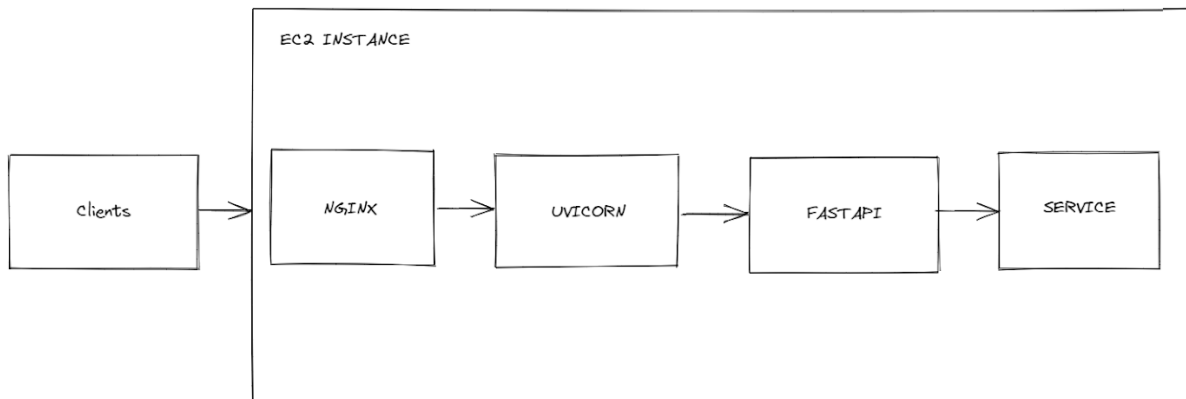 EC2 INSTANCE
Clients
NGINX
UVICORN
FASTAPI
SERVICE